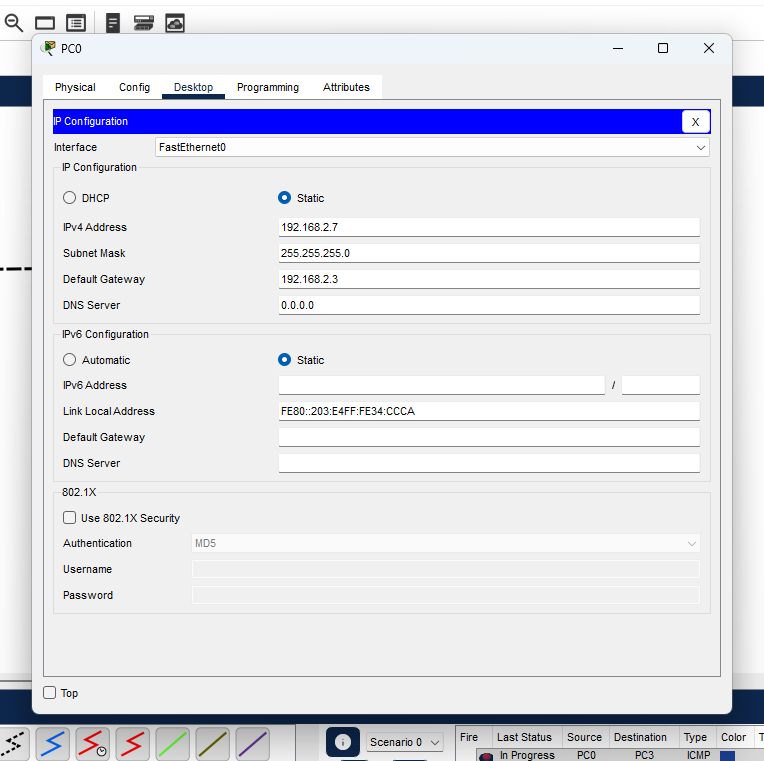 PC0
Physical Config Desktop Programming Attributes
IP Configuration
X
Interface FastEthernet0
IP Configuration
DHCP Static
IPv4 Address 192.168.2.7
Subnet Mask 255.255.255.0
Default Gateway 192.168.2.3
DNS Server 0.0.0.0
IPv6 Configuration
Automatic Static
IPv6 Address /
Link Local Address FE80::203:E4FF:FE34:CCCA
Default Gateway
DNS Server
802.1X
Use 802.1X Security
Authentication MD5
Username
Password
Top
Scenario 0
Fire Last Status Source Destination Type Color T
In Progress PC0 PC3 ICMP